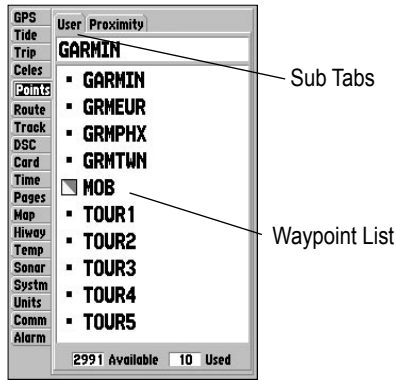 GPS
Tide
Trip
Celes
Points
Route
Track
DSC
Card
Time
Pages
Map
Hiway
Temp
Sonar
Systm
Units
Comm
Alarm
User Proximity
GARMIN
GARMIN
GRMEUR
GRMPHX
GRMTWN
MOB
TOUR1
TOUR2
TOUR3
TOUR4
TOUR5
2991 Available 10 Used
Sub Tabs
Waypoint List